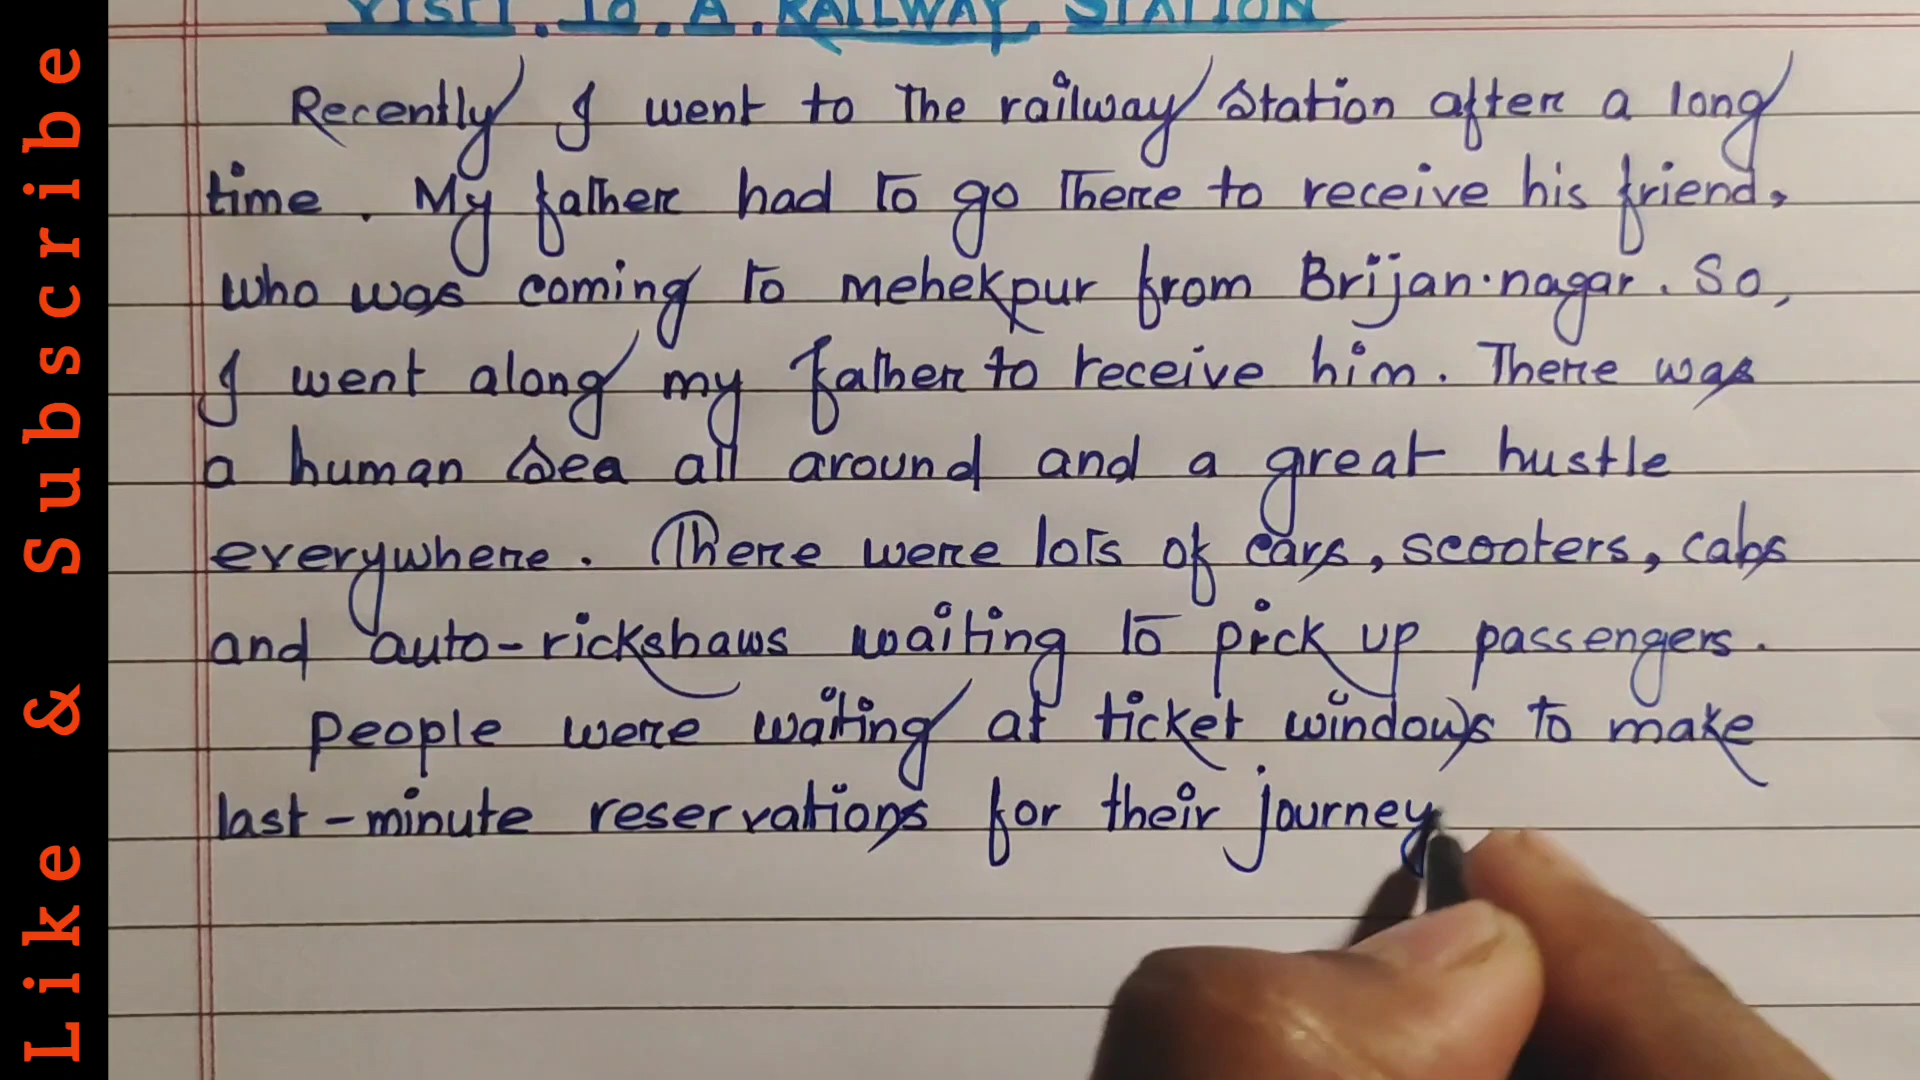 VISIT. TO. A. RAILWAY. STATION
Recently I went to the railway station after a long
time. My father had to go there to receive his friend,
who was coming to mehekpur from Brijan.nagar. So,
I went along my father to receive him. There was
a human sea all around and a great hustle
everywhere. There were lots of cars, scooters, cabs
and auto-rickshaws waiting to pick up passengers.
People were waiting at ticket windows to make
last-minute reservations for their journey
Like & Subscribe